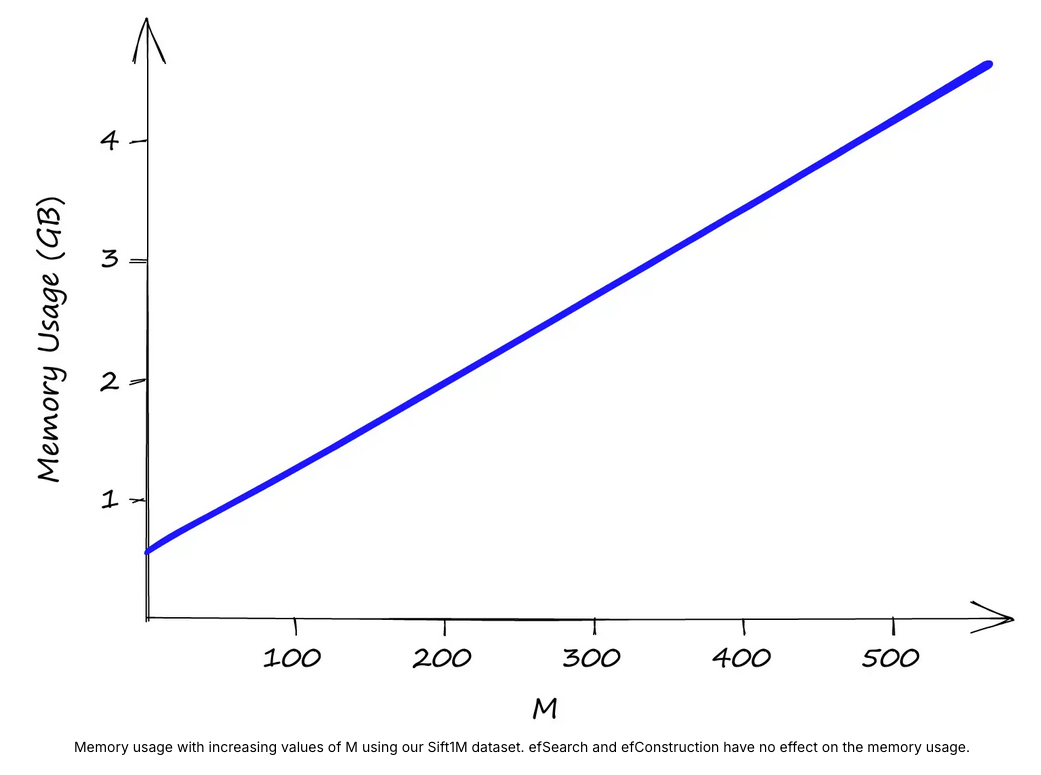 4
3
2
1
Memory Usage (GB)
100 200 300 400 500
M
Memory usage with increasing values of M using our Sift1M dataset. efSearch and efConstruction have no effect on the memory usage.